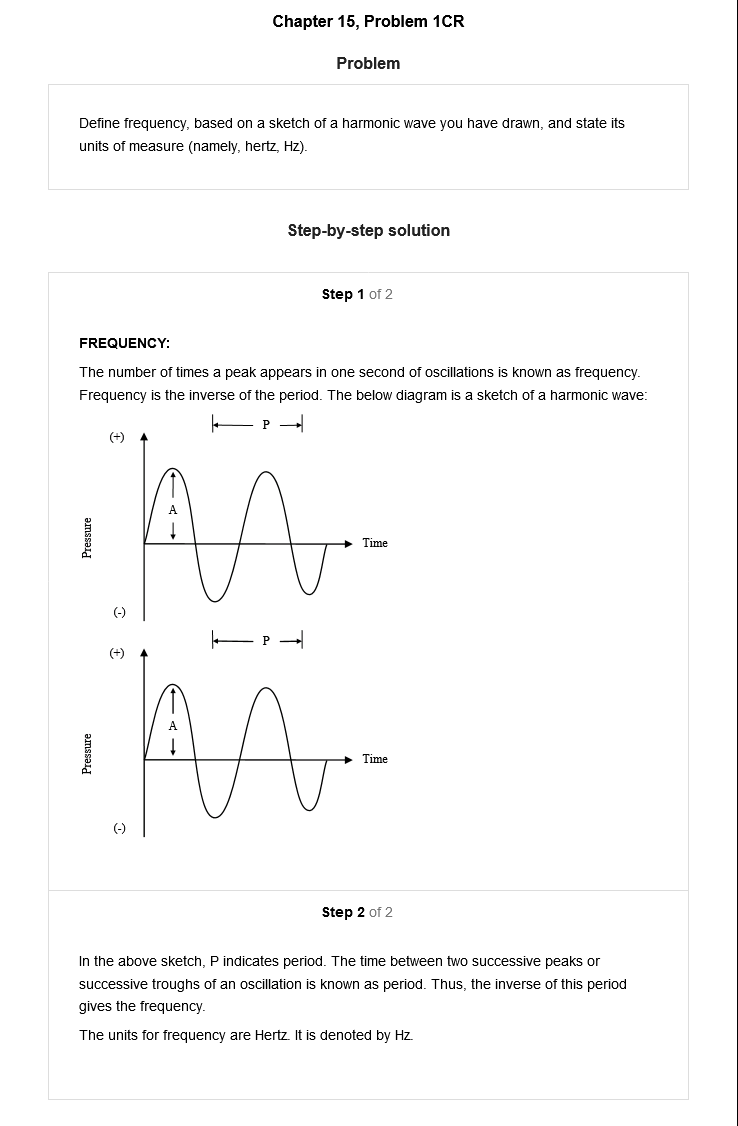 Chapter 15, Problem 1CR
Problem
Define frequency, based on a sketch of a harmonic wave you have drawn, and state its
units of measure (namely, hertz, Hz).
Step-by-step solution
Step 1 of 2
FREQUENCY:
The number of times a peak appears in one second of oscillations is known as frequency.
Frequency is the inverse of the period. The below diagram is a sketch of a harmonic wave:
P
(+)
A
Pressure
Time
(-)
P
(+)
A
Pressure
Time
(-)
Step 2 of 2
In the above sketch, P indicates period. The time between two successive peaks or
successive troughs of an oscillation is known as period. Thus, the inverse of this period
gives the frequency.
The units for frequency are Hertz. It is denoted by Hz.